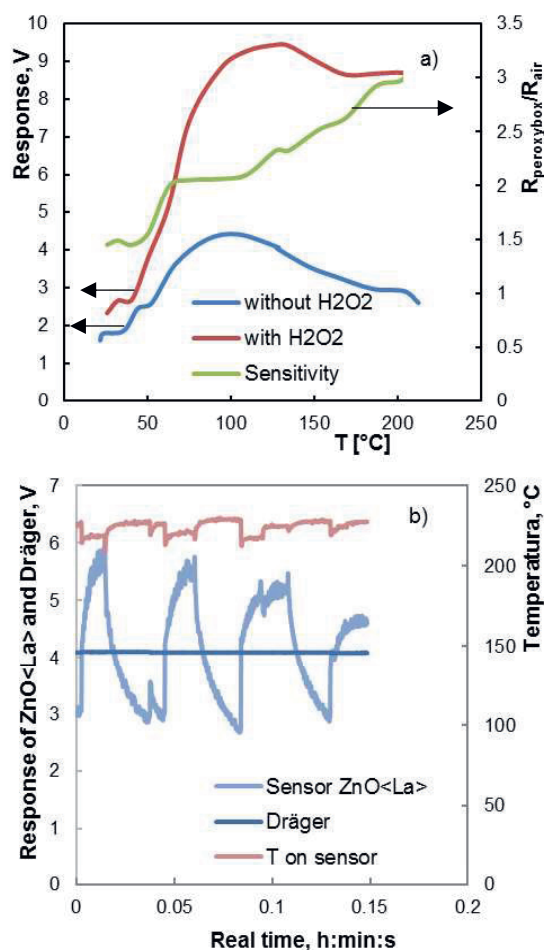 a)
Response, V
10
9
8
7
6
5
4
3
2
1
0
3.5
3
2.5
2
1.5
1
0.5
0
R peroxybox/R air
without H2O2
with H2O2
Sensitivity
0 50 100 150 200 250
T [°C]
b)
Response of ZnO<La> and Dräger, V
7
6
5
4
3
2
1
0
250
200
150
100
50
0
Temperatura, °C
Sensor ZnO<La>
Dräger
T on sensor
0 0.05 0.1 0.15 0.2
Real time, h:min:s